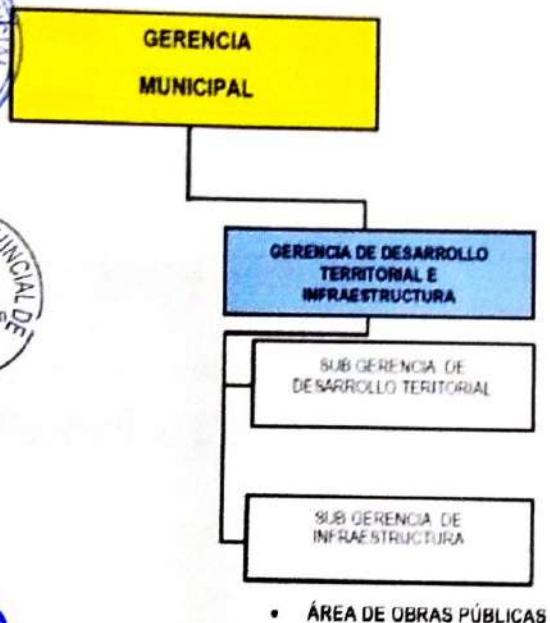 GERENCIA
MUNICIPAL
GERENCIA DE DESARROLLO
TERRITORIAL E
INFRAESTRUCTURA
SUB GERENCIA DE
DESARROLLO TERITORIAL
SUB GERENCIA DE
INFRAESTRUCTURA
• ÁREA DE OBRAS PÚBLICAS